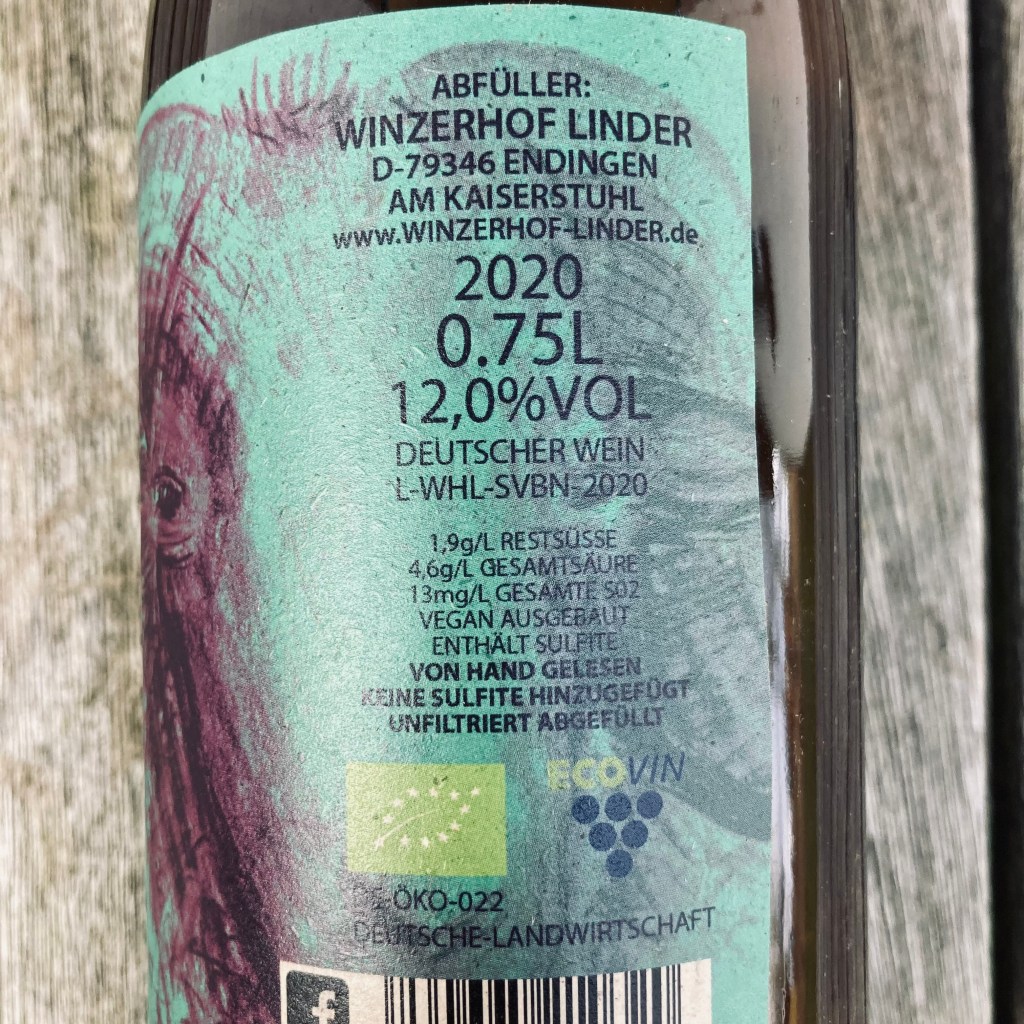 ABFÜLLER:
WINZERHOF LINDER
D-79346 ENDINGEN
AM KAISERSTUHL
www.WINZERHOF-LINDER.de
2020
0.75L
12,0%VOL
DEUTSCHER WEIN
L-WHL-SVBN-2020
1,9g/L RESTSÜSSE
4,6g/L GESAMTSÄURE
13mg/L GESAMTE SO2
VEGAN AUSGEBAUT
ENTHÄLT SULFITE
VON HAND GELESEN
KEINE SULFITE HINZUGEFÜGT
UNFILTRIERT ABGEFÜLLT
ECOVIN
DE-ÖKO-022
DEUTSCHE-LANDWIRTSCHAFT
f